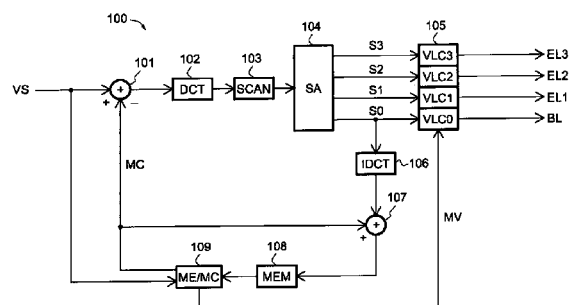 100
104
105
102
103
101
S3
VLC3
EL3
S2
VLC2
EL2
VS
+
+
−
DCT
SCAN
SA
S1
VLC1
EL1
S0
VLC0
BL
IDCT
106
MC
107
+
+
MV
109
108
ME/MC
MEM